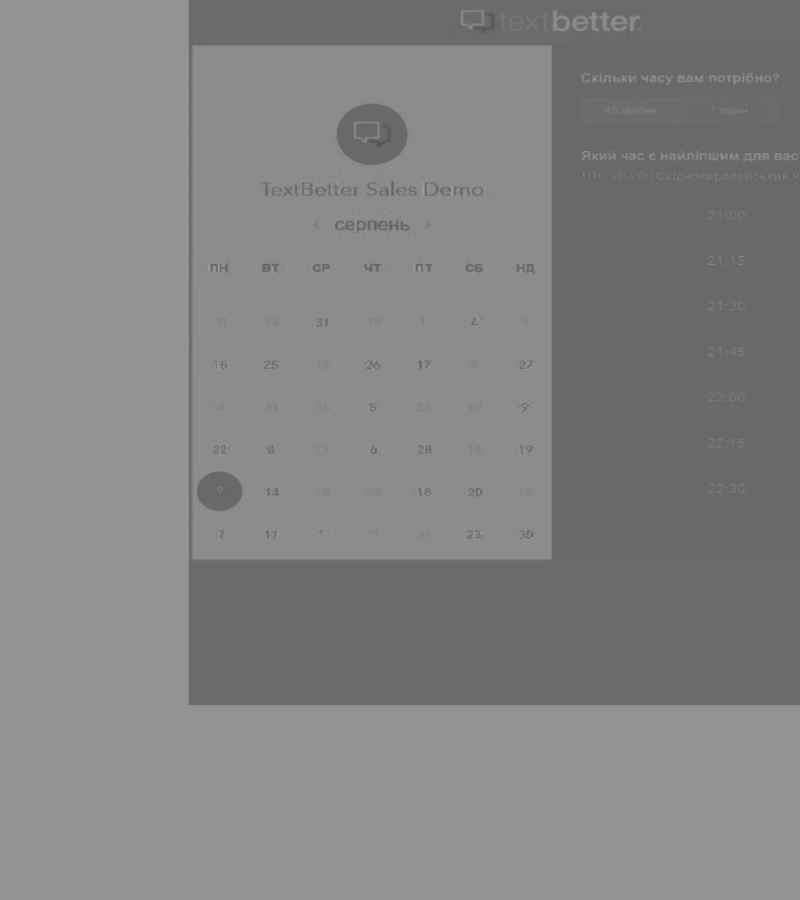 textbetter.
TextBetter Sales Demo
серпень
ПН ВТ СР ЧТ ПТ СБ НД
31 14 31 13 1 4 9
15 25 12 26 17 8 27
4 31 15 5 26 19 9
22 8 23 6 28 18 19
9 14 18 20 18 20 18
7 11 1 11 31 23 30
Скільки часу вам потрібно?
40 хвилин 1 годин
Який час є найліпшим для вас
UTC +03:00 Східноєвропейський ч
21:00
21:15
21:30
21:45
22:00
22:15
22:30